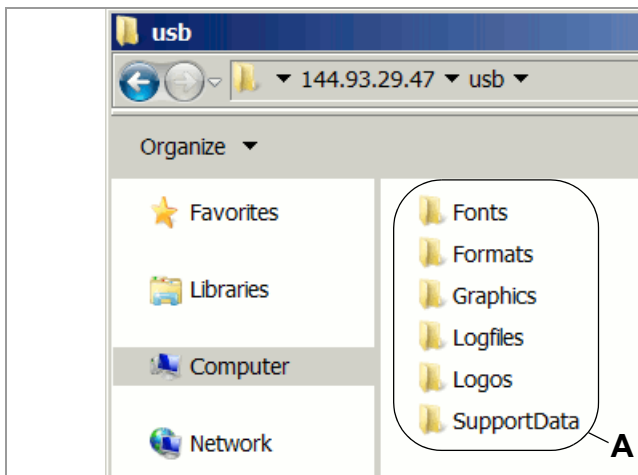 usb
144.93.29.47 usb
Organize
Favorites
Libraries
Computer
Network
Fonts
Formats
Graphics
Logfiles
Logos
SupportData
A